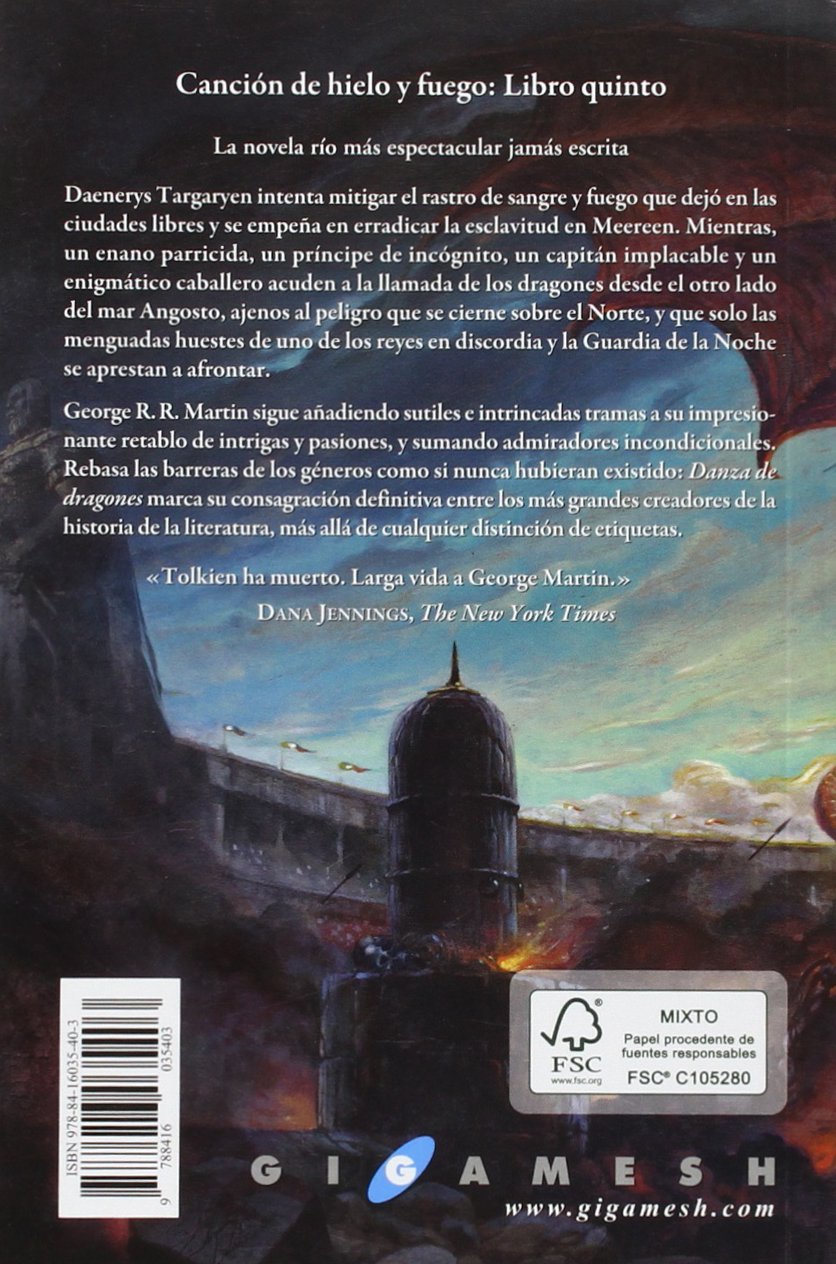 Canción de hielo y fuego: Libro quinto
La novela río más espectacular jamás escrita
Daenerys Targaryen intenta mitigar el rastro de sangre y fuego que dejó en las
ciudades libres y se empeña en erradicar la esclavitud en Meereen. Mientras,
un enano parricida, un príncipe de incógnito, un capitán implacable y un
enigmático caballero acuden a la llamada de los dragones desde el otro lado
del mar Angosto, ajenos al peligro que se cierne sobre el Norte, y que solo las
menguadas huestes de uno de los reyes en discordia y la Guardia de la Noche
se aprestan a afrontar.
George R. R. Martin sigue añadiendo sutiles e intrincadas tramas a su impresio-
nante retablo de intrigas y pasiones, y sumando admiradores incondicionales.
Rebasa las barreras de los géneros como si nunca hubieran existido: Danza de
dragones marca su consagración definitiva entre los más grandes creadores de la
historia de la literatura, más allá de cualquier distinción de etiquetas.
«Tolkien ha muerto. Larga vida a George Martin.»
DANA JENNINGS, The New York Times
ISBN 978-84-16035-40-3
9 788416 035403
FSC®
www.fsc.org
MIXTO
Papel procedente de
fuentes responsables
FSC® C105280
GIGAMESH
www.gigamesh.com